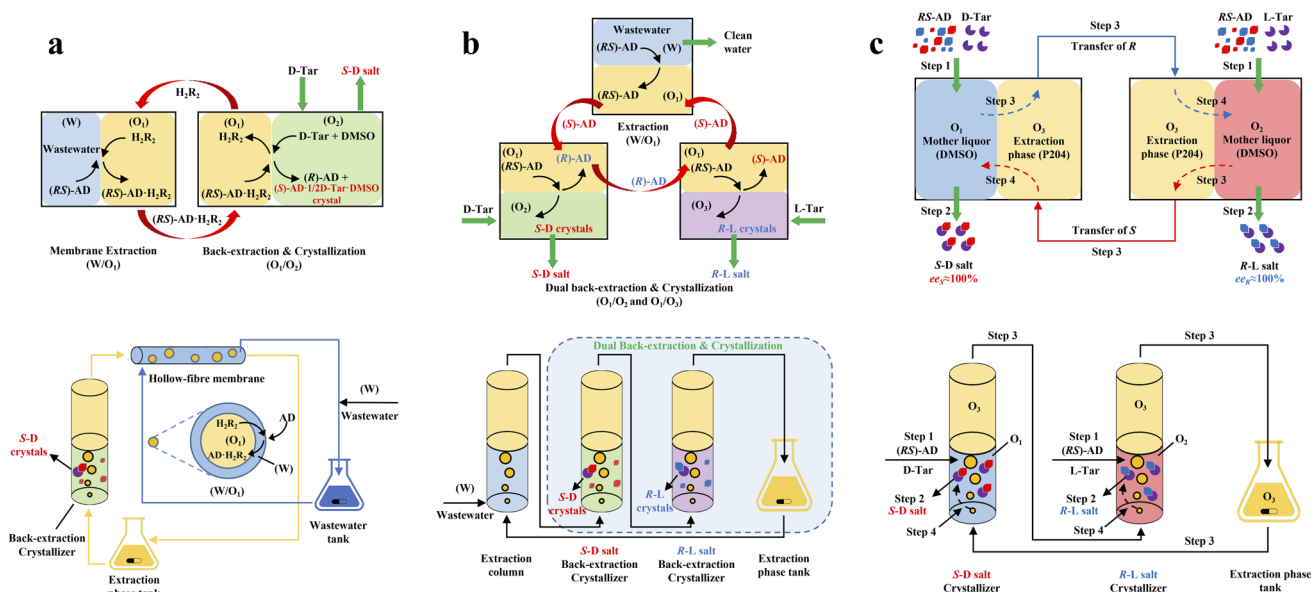 a
D-Tar
S-D salt
H₂R₂
(W)
(O₁)
H₂R₂
Wastewater
(RS)-AD
(RS)-AD·H₂R₂
(O₁)
H₂R₂
(RS)-AD·H₂R₂
(O₂)
D-Tar + DMSO
(R)-AD +
(S)-AD·1/2D-Tar·DMSO
crystal
(RS)-AD·H₂R₂
Membrane Extraction
(W/O₁)
Back-extraction & Crystallization
(O₁/O₂)
Hollow-fibre membrane
(W)
Wastewater
H₂R₂
(O₁)
AD·H₂R₂
AD
(W)
(W/O₁)
S-D
crystals
Back-extraction
Crystallizer
Extraction
phase tank
Wastewater
tank
b
Wastewater
(RS)-AD
(W)
Clean
water
(RS)-AD
(O₁)
Extraction
(W/O₁)
(S)-AD
(S)-AD
(O₁)
(RS)-AD
(R)-AD
(O₂)
S-D crystals
(R)-AD
(O₁)
(RS)-AD
(S)-AD
(O₃)
R-L crystals
D-Tar
L-Tar
S-D salt
R-L salt
Dual back-extraction & Crystallization
(O₁/O₂ and O₁/O₃)
Dual Back-extraction & Crystallization
(W)
Wastewater
S-D
crystals
R-L
crystals
Extraction
column
S-D salt
Back-extraction
Crystallizer
R-L salt
Back-extraction
Crystallizer
Extraction
phase tank
c
RS-AD
D-Tar
Step 1
Step 3
Transfer of R
RS-AD
L-Tar
Step 1
Step 3
Step 4
O₁
Mother liquor
(DMSO)
O₃
Extraction
phase (P204)
O₃
Extraction
phase (P204)
O₂
Mother liquor
(DMSO)
Step 4
Step 3
Step 2
Transfer of S
Step 3
Step 2
S-D salt
eeS≈100%
R-L salt
eeR≈100%
Step 3
Step 3
O₃
O₃
Step 1
(RS)-AD
D-Tar
O₁
Step 2
S-D salt
Step 4
Step 1
(RS)-AD
L-Tar
O₂
Step 2
R-L salt
Step 4
O₃
Step 3
S-D salt
Crystallizer
R-L salt
Crystallizer
Extraction phase
tank